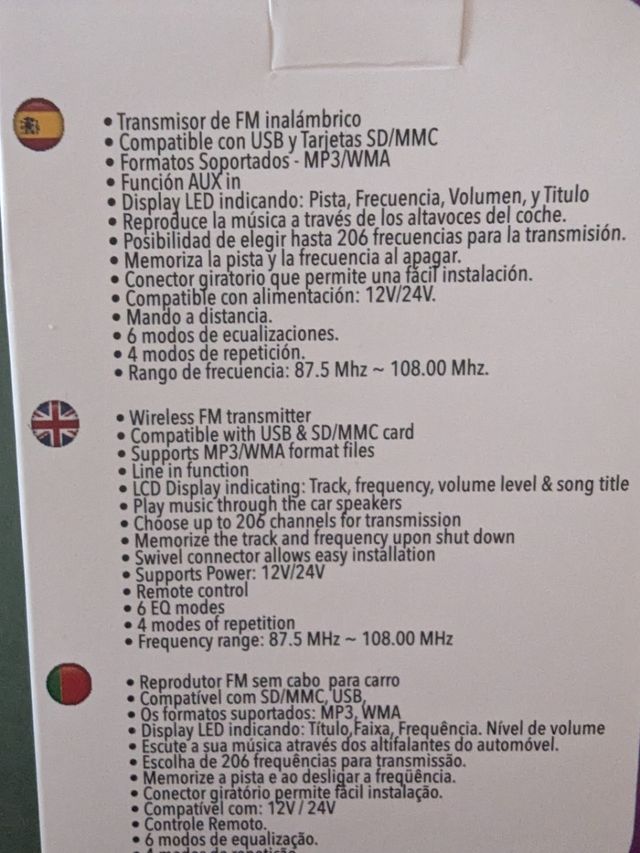 • Transmisor de FM inalámbrico
• Compatible con USB y Tarjetas SD/MMC
• Formatos Soportados - MP3/WMA
• Función AUX in
• Display LED indicando: Pista, Frecuencia, Volumen, y Titulo
• Reproduce la música a través de los altavoces del coche.
• Posibilidad de elegir hasta 206 frecuencias para la transmisión.
• Memoriza la pista y la frecuencia al apagar.
• Conector giratorio que permite una fácil instalación.
• Compatible con alimentación: 12V/24V.
• Mando a distancia.
• 6 modos de ecualizaciones.
• 4 modos de repetición.
• Rango de frecuencia: 87.5 Mhz ~ 108.00 Mhz.
• Wireless FM transmitter
• Compatible with USB & SD/MMC card
• Supports MP3/WMA format files
• Line in function
• LCD Display indicating: Track, frequency, volume level & song title
• Play music through the car speakers
• Choose up to 206 channels for transmission
• Memorize the track and frequency upon shut down
• Swivel connector allows easy installation
• Supports Power: 12V/24V
• Remote control
• 6 EQ modes
• 4 modes of repetition
• Frequency range: 87.5 MHz ~ 108.00 MHz
• Reprodutor FM sem cabo para carro
• Compatível com SD/MMC, USB,
• Os formatos suportados: MP3, WMA
• Display LED indicando: Título,Faixa, Frequência. Nível de volume
• Escute a sua música através dos altifalantes do automóvel.
• Escolha de 206 frequências para transmissão.
• Memorize a pista e ao desligar a freqüência.
• Conector giratório permite fácil instalação.
• Compatível com: 12V / 24V
• Controle Remoto.
• 6 modos de equalização.
• 4 modos de repetição